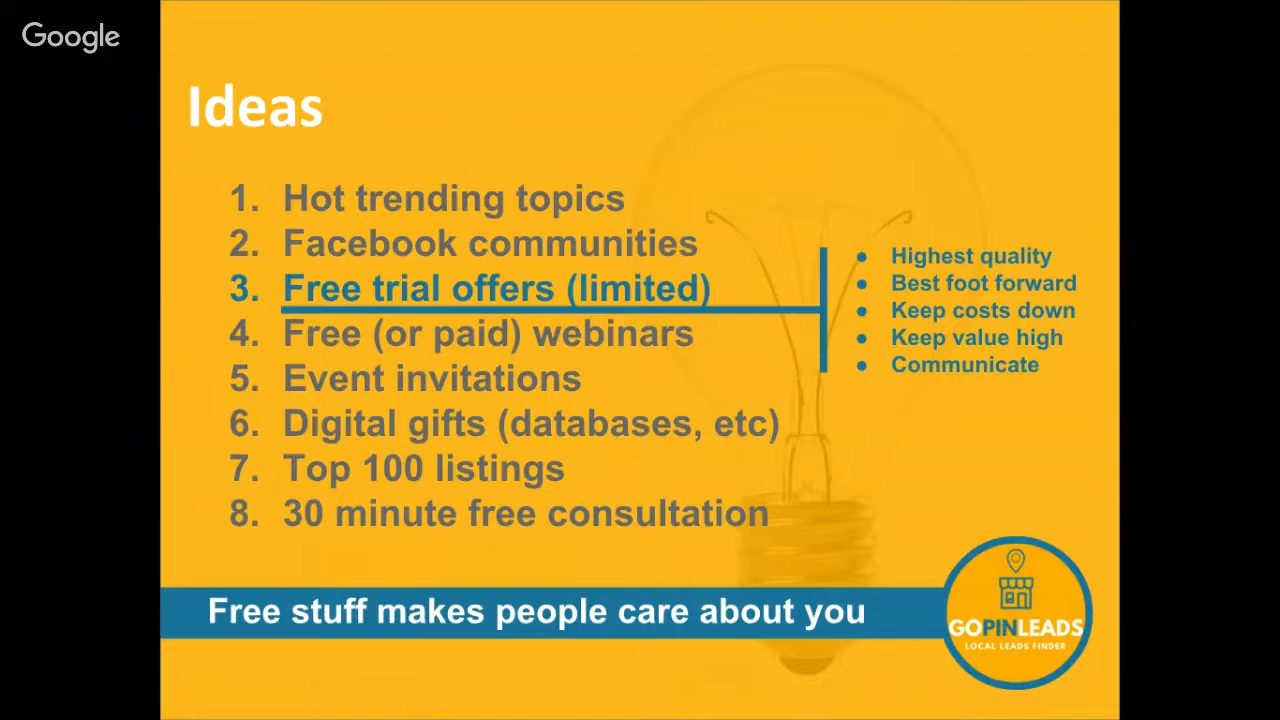 Google
Ideas
1. Hot trending topics
2. Facebook communities
3. Free trial offers (limited)
4. Free (or paid) webinars
5. Event invitations
6. Digital gifts (databases, etc)
7. Top 100 listings
8. 30 minute free consultation
● Highest quality
● Best foot forward
● Keep costs down
● Keep value high
● Communicate
Free stuff makes people care about you
GOPINLEADS
LOCAL LEADS FINDER